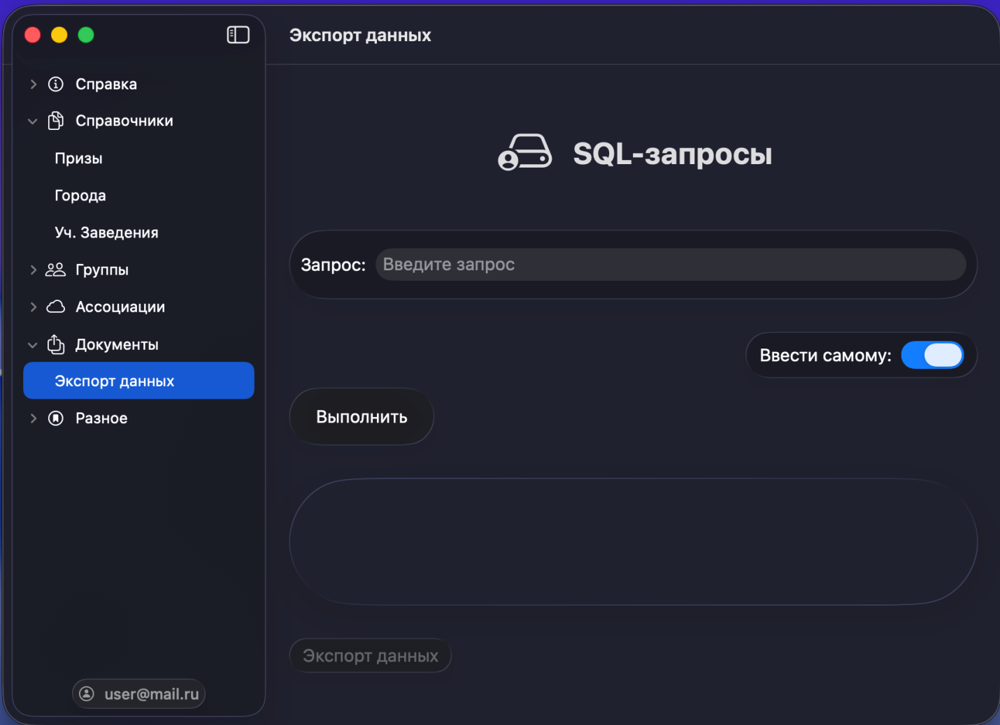 Экспорт данных
Справка
Справочники
Призы
Города
Уч. Заведения
Группы
Ассоциации
Документы
Экспорт данных
Разное
user@mail.ru
SQL-запросы
Запрос: Введите запрос
Ввести самому:
Выполнить
Экспорт данных